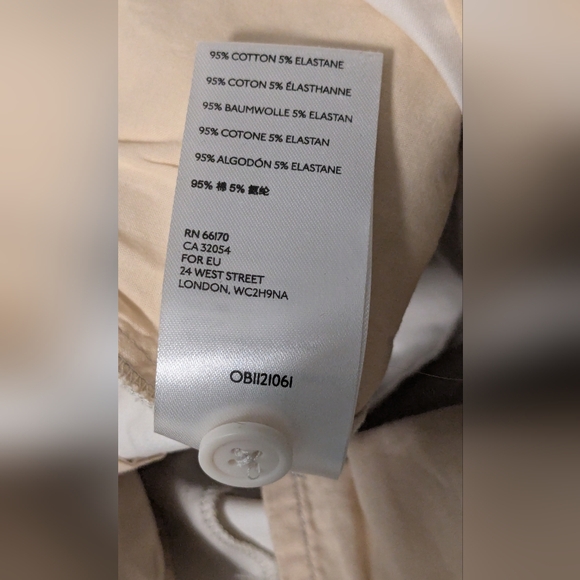 95% COTTON 5% ELASTANE
95% COTON 5% ÉLASTHANNE
95% BAUMWOLLE 5% ELASTAN
95% COTONE 5% ELASTAN
95% ALGODÓN 5% ELASTANE
95% 棉 5% 氨纶
RN 66170
CA 32054
FOR EU
24 WEST STREET
LONDON, WC2H9NA
OB1121061